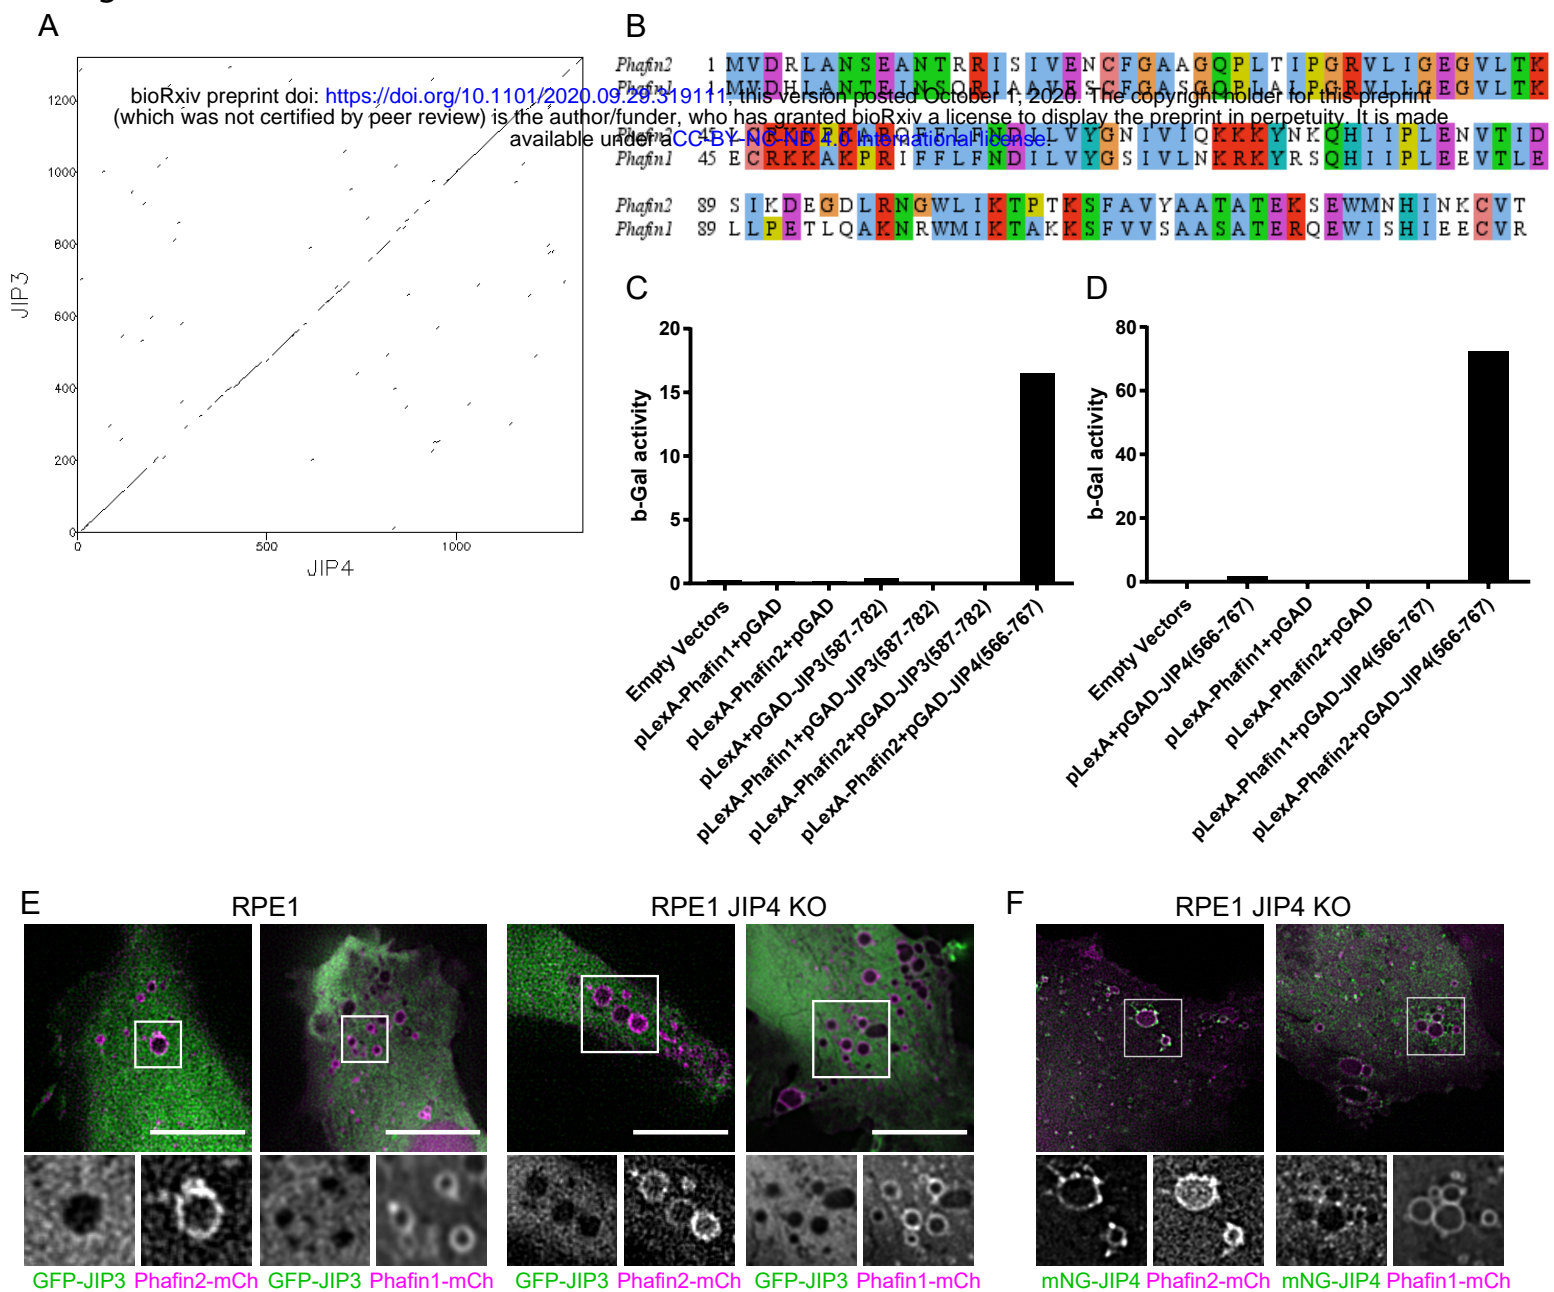 A
B
bioRxiv preprint doi: https://doi.org/10.1101/2020.09.29.319111; this version posted October 1, 2020. The copyright holder for this preprint
(which was not certified by peer review) is the author/funder, who has granted bioRxiv a license to display the preprint in perpetuity. It is made
available under aCC-BY-NC-ND 4.0 International license.
Phafin2 1 MVDRLANSEANTRRISIVENCFGAAGQPLTIPGRVLIGEGVLTK
Phafin1 1 MVDHLANTEINSQRIAAVESCFGASGQPLALPGRVLLGEGVLTK
Phafin2 45 LCRKKPKARQFFLFNDILVYGNIVIQKKKYNKQHIIPLENVTID
Phafin1 45 ECRKKAKPRIFFLFNDILVYGSIVLNKRKYRSQHIIPLEEVTLE
Phafin2 89 SIKDEGDLRNGWLIKTPTKSFAVYAATATEKSEWMNHINKCVT
Phafin1 89 LLPETLQAKNRWMIKTAKKSFVVSAASATERQEWISHIEECVR
JIP3
1200
1000
800
600
400
200
0
0 500 1000
JIP4
C
b-Gal activity
20
15
10
5
0
Empty Vectors
pLexA-Phafin1+pGAD
pLexA-Phafin2+pGAD
pLexA+pGAD-JIP3(587-782)
pLexA-Phafin1+pGAD-JIP3(587-782)
pLexA-Phafin2+pGAD-JIP3(587-782)
pLexA-Phafin2+pGAD-JIP4(566-767)
D
b-Gal activity
80
60
40
20
0
Empty Vectors
pLexA+pGAD-JIP4(566-767)
pLexA-Phafin1+pGAD
pLexA-Phafin2+pGAD
pLexA-Phafin1+pGAD-JIP4(566-767)
pLexA-Phafin2+pGAD-JIP4(566-767)
E
RPE1
RPE1 JIP4 KO
GFP-JIP3 Phafin2-mCh GFP-JIP3 Phafin1-mCh
GFP-JIP3 Phafin2-mCh GFP-JIP3 Phafin1-mCh
F
RPE1 JIP4 KO
mNG-JIP4 Phafin2-mCh mNG-JIP4 Phafin1-mCh